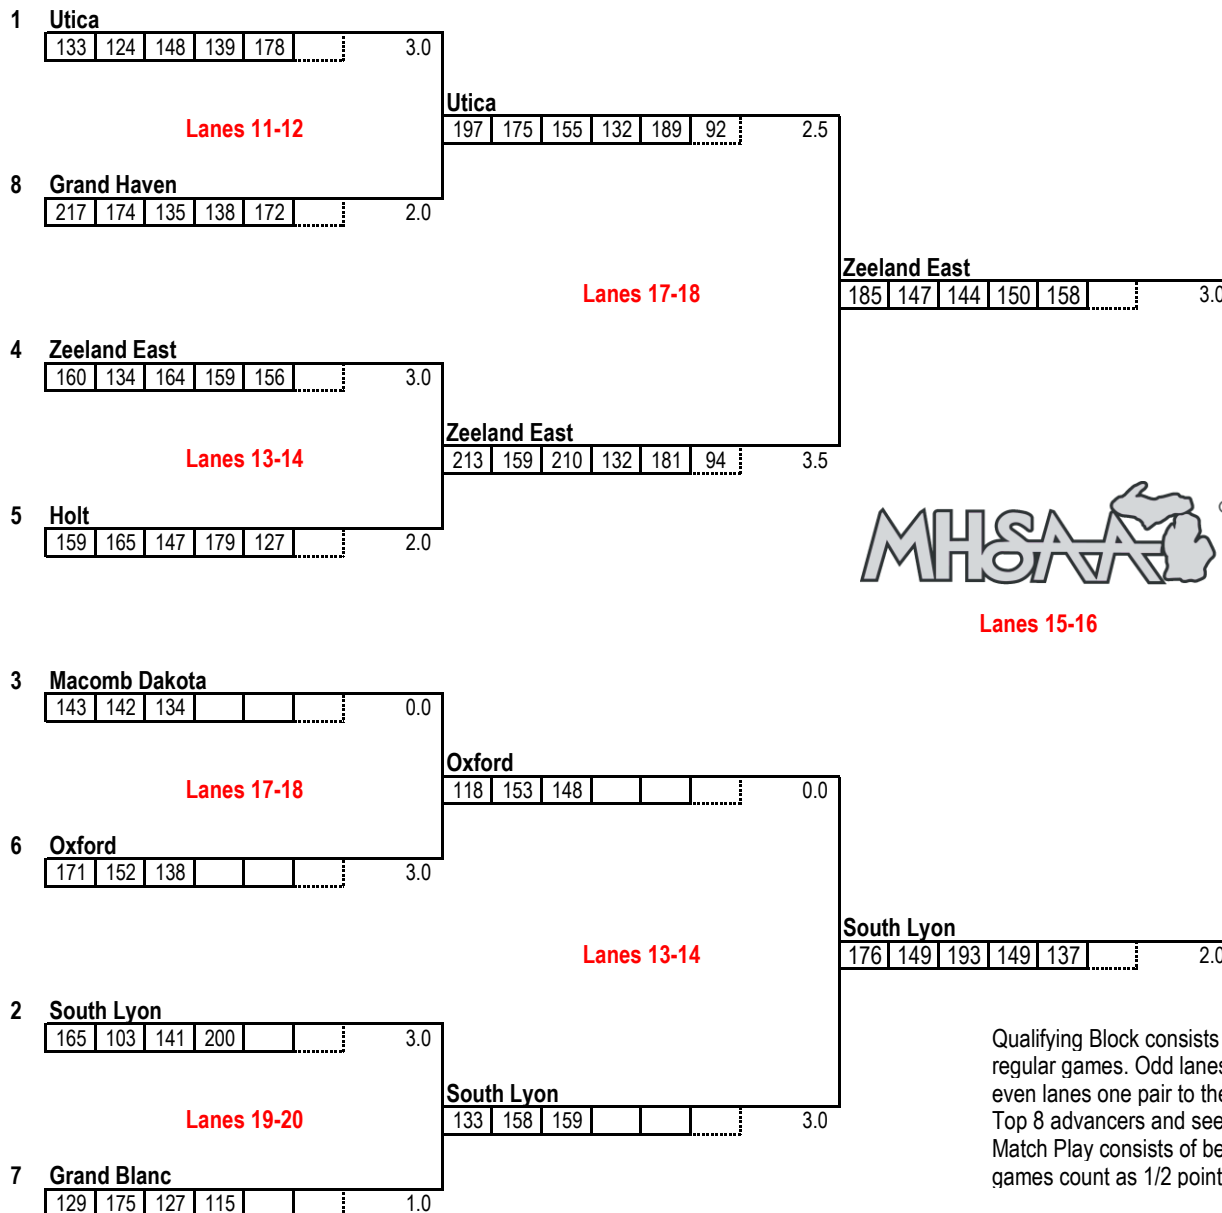 1 Utica
133 124 148 139 178 3.0
Lanes 11-12
8 Grand Haven
217 174 135 138 172 2.0
Utica
197 175 155 132 189 92 2.5
Lanes 17-18
4 Zeeland East
160 134 164 159 156 3.0
Lanes 13-14
5 Holt
159 165 147 179 127 2.0
Zeeland East
213 159 210 132 181 94 3.5
Zeeland East
185 147 144 150 158 3.0
MHSAA
Lanes 15-16
3 Macomb Dakota
143 142 134 0.0
Lanes 17-18
6 Oxford
171 152 138 3.0
Oxford
118 153 148 0.0
Lanes 13-14
2 South Lyon
165 103 141 200 3.0
Lanes 19-20
7 Grand Blanc
129 175 127 115 1.0
South Lyon
133 158 159 3.0
South Lyon
176 149 193 149 137 2.0
Qualifying Block consists
regular games. Odd lanes
even lanes one pair to the
Top 8 advancers and see
Match Play consists of be
games count as 1/2 point